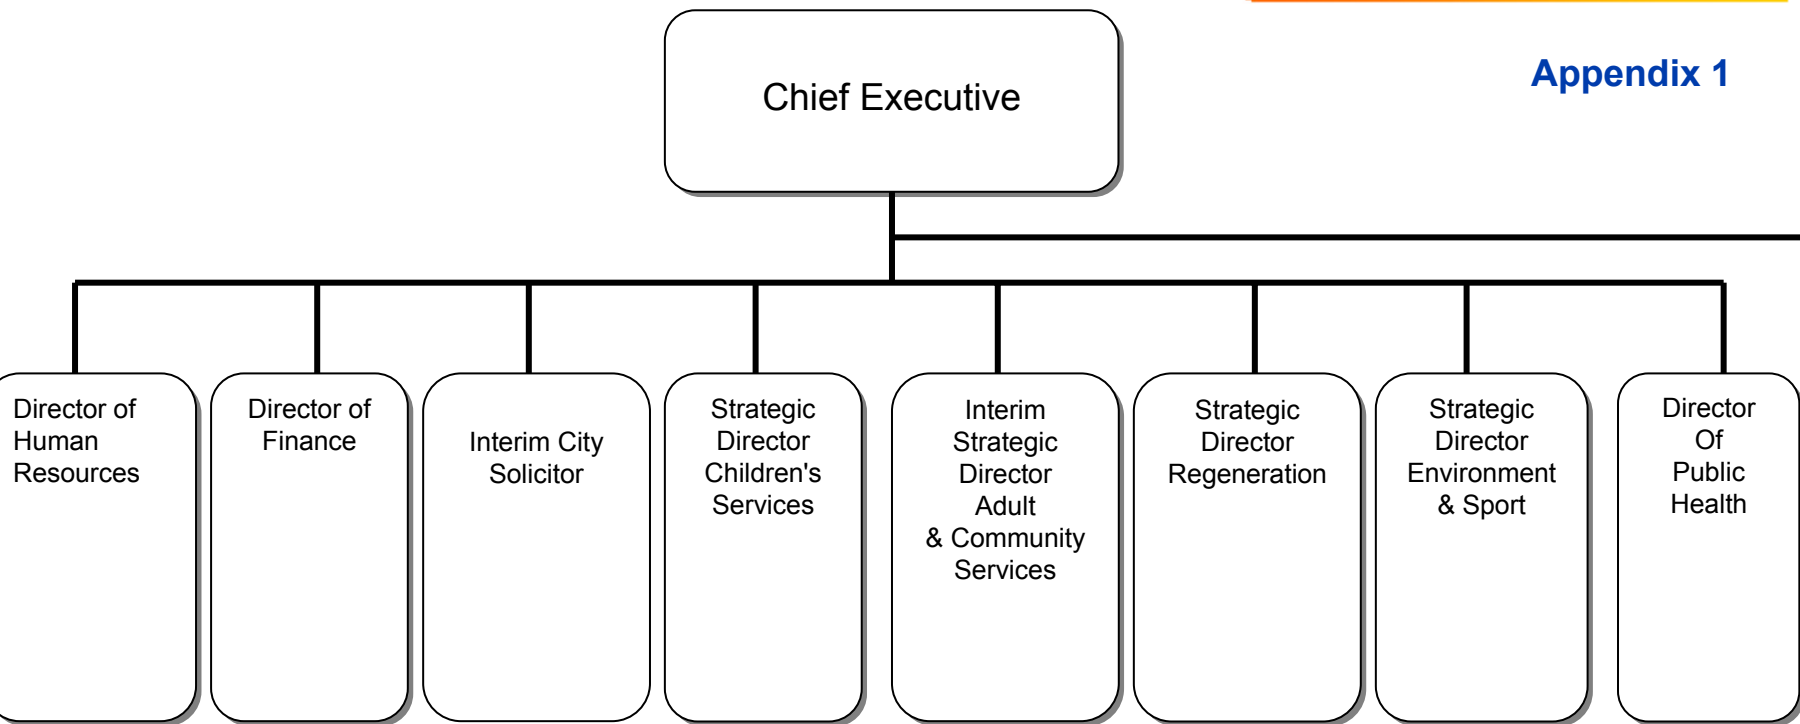 Appendix 1
Chief Executive
Director of
Human
Resources
Director of
Finance
Interim City
Solicitor
Strategic
Director
Children's
Services
Interim
Strategic
Director
Adult
& Community
Services
Strategic
Director
Regeneration
Strategic
Director
Environment
& Sport
Director
Of
Public
Health